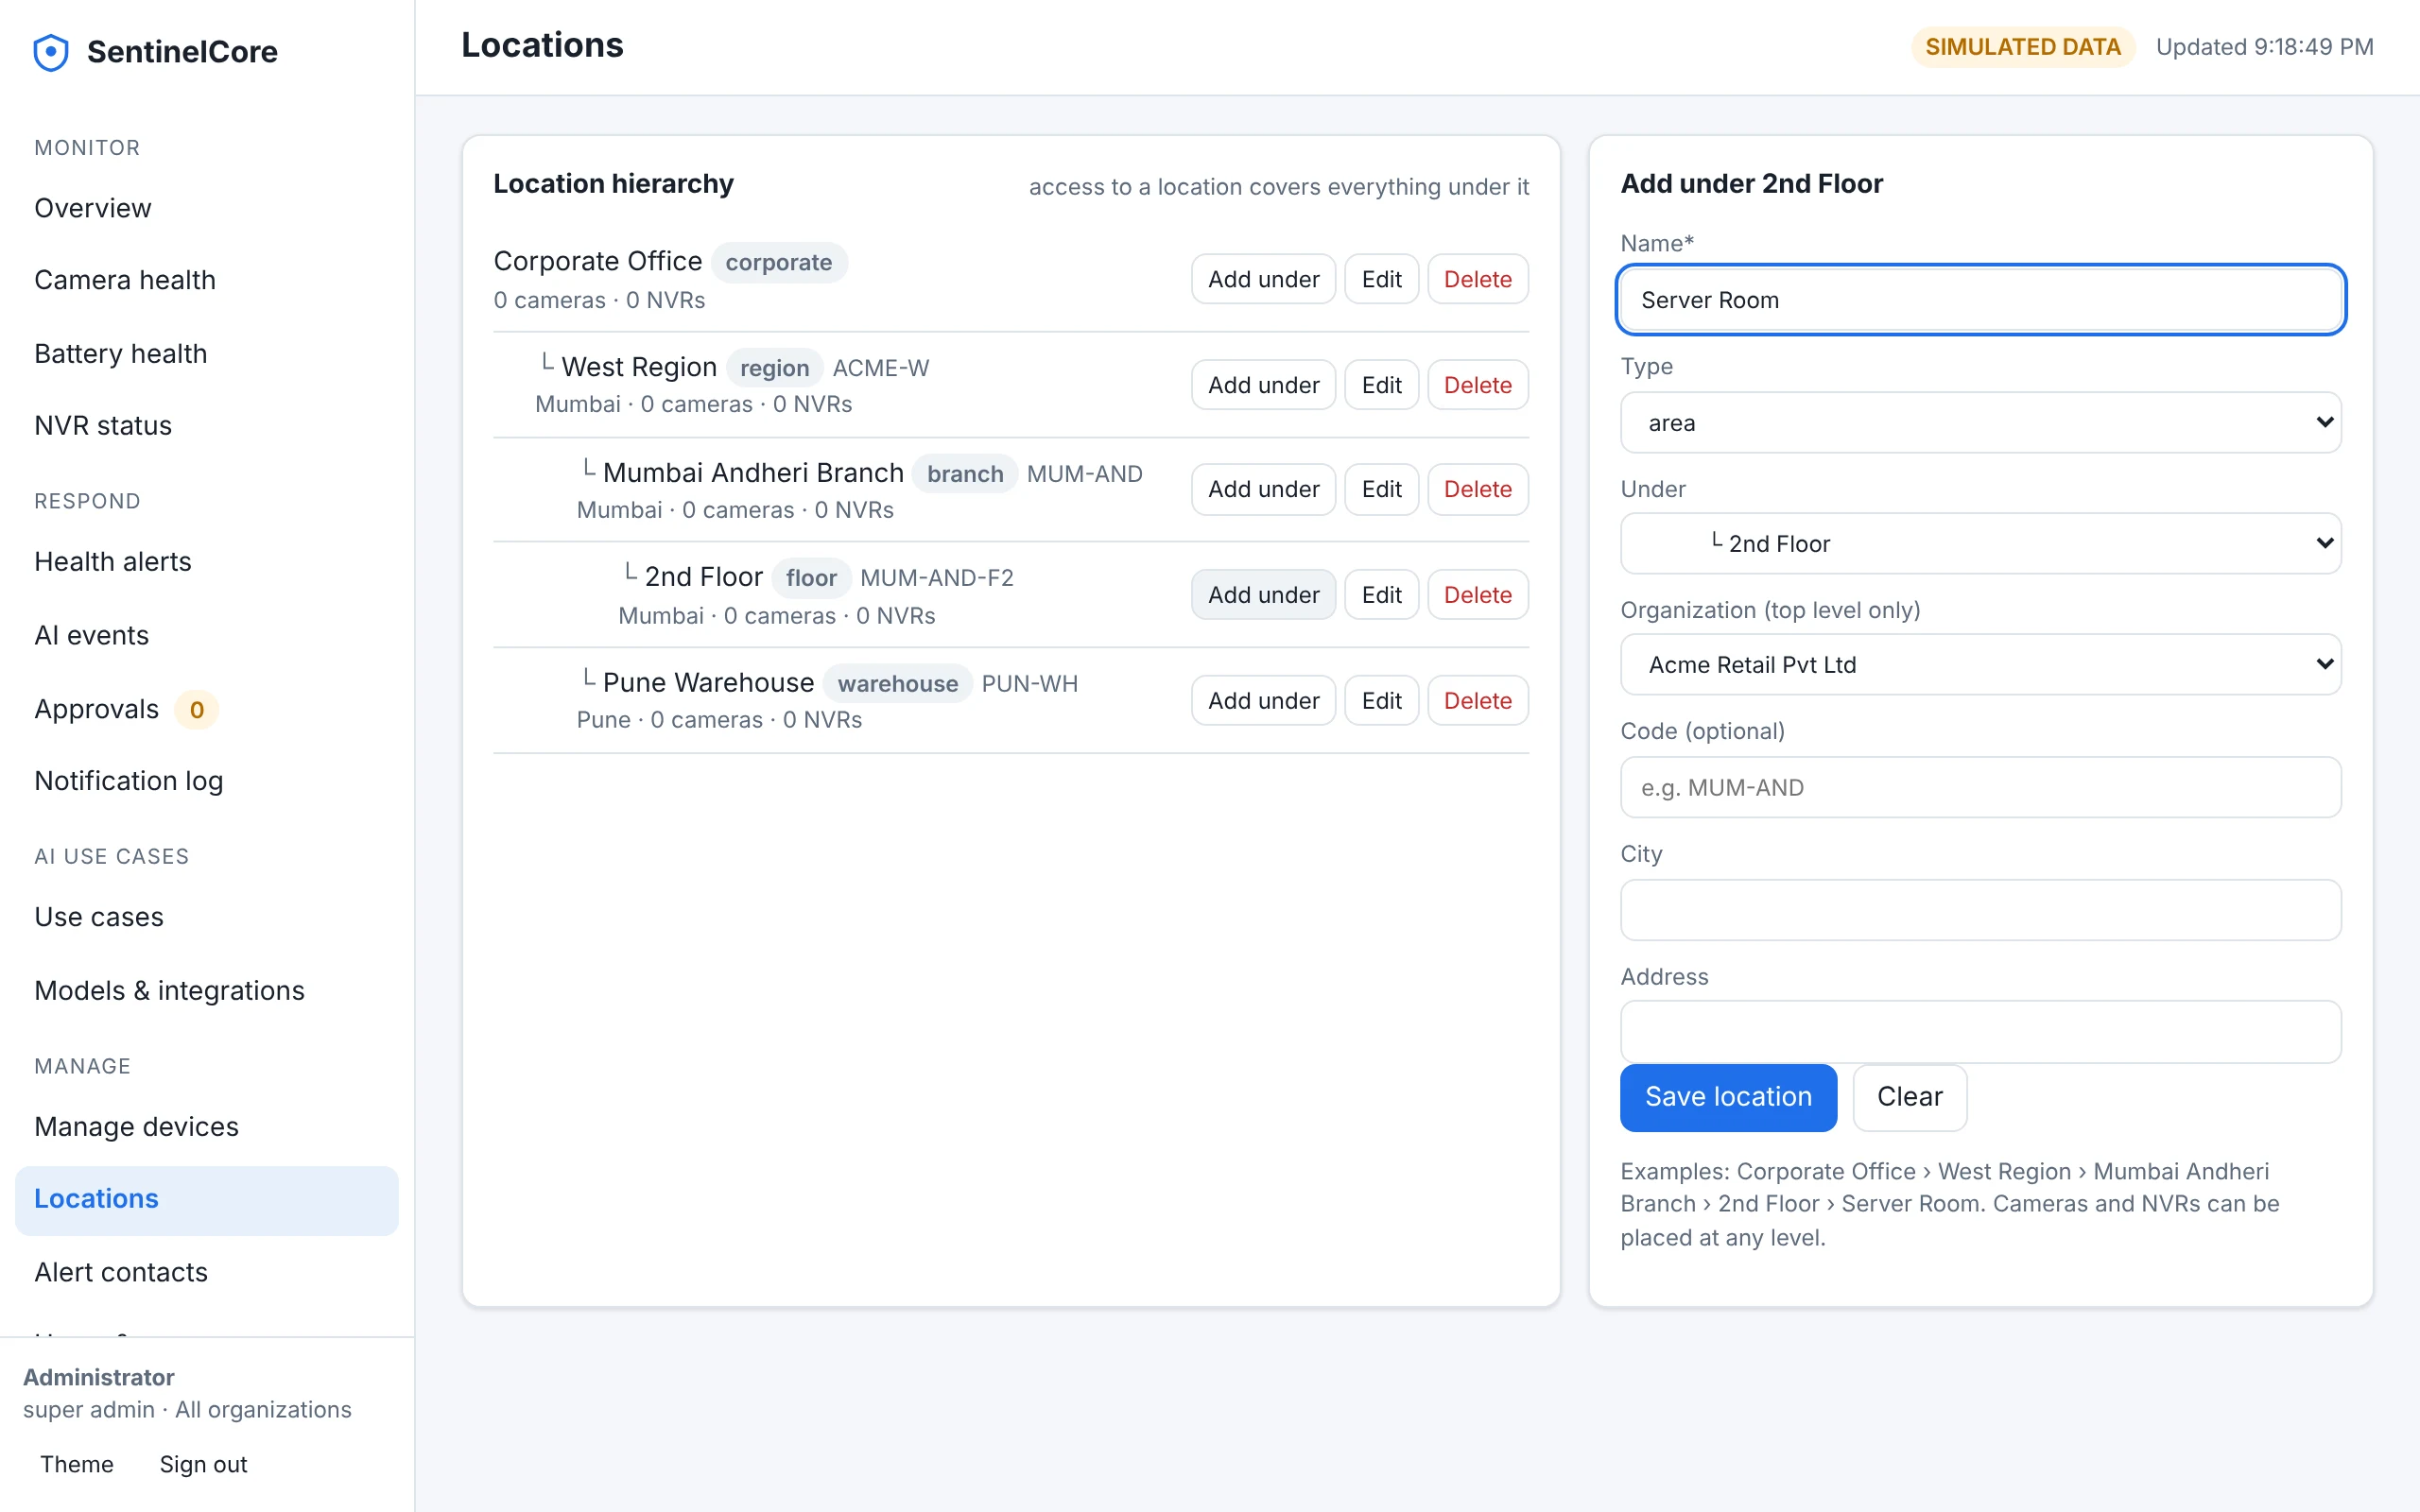 SentinelCore
MONITOR
Overview
Camera health
Battery health
NVR status
RESPOND
Health alerts
AI events
Approvals 0
Notification log
AI USE CASES
Use cases
Models & integrations
MANAGE
Manage devices
Locations
Alert contacts
Administrator
super admin · All organizations
Theme Sign out
Locations
SIMULATED DATA Updated 9:18:49 PM
Location hierarchy access to a location covers everything under it
Corporate Office corporate
0 cameras · 0 NVRs
Add under Edit Delete
└ West Region region ACME-W
Mumbai · 0 cameras · 0 NVRs
Add under Edit Delete
└ Mumbai Andheri Branch branch MUM-AND
Mumbai · 0 cameras · 0 NVRs
Add under Edit Delete
└ 2nd Floor floor MUM-AND-F2
Mumbai · 0 cameras · 0 NVRs
Add under Edit Delete
└ Pune Warehouse warehouse PUN-WH
Pune · 0 cameras · 0 NVRs
Add under Edit Delete
Add under 2nd Floor
Name*
Server Room
Type
area
Under
└ 2nd Floor
Organization (top level only)
Acme Retail Pvt Ltd
Code (optional)
e.g. MUM-AND
City
Address
Save location Clear
Examples: Corporate Office › West Region › Mumbai Andheri
Branch › 2nd Floor › Server Room. Cameras and NVRs can be
placed at any level.